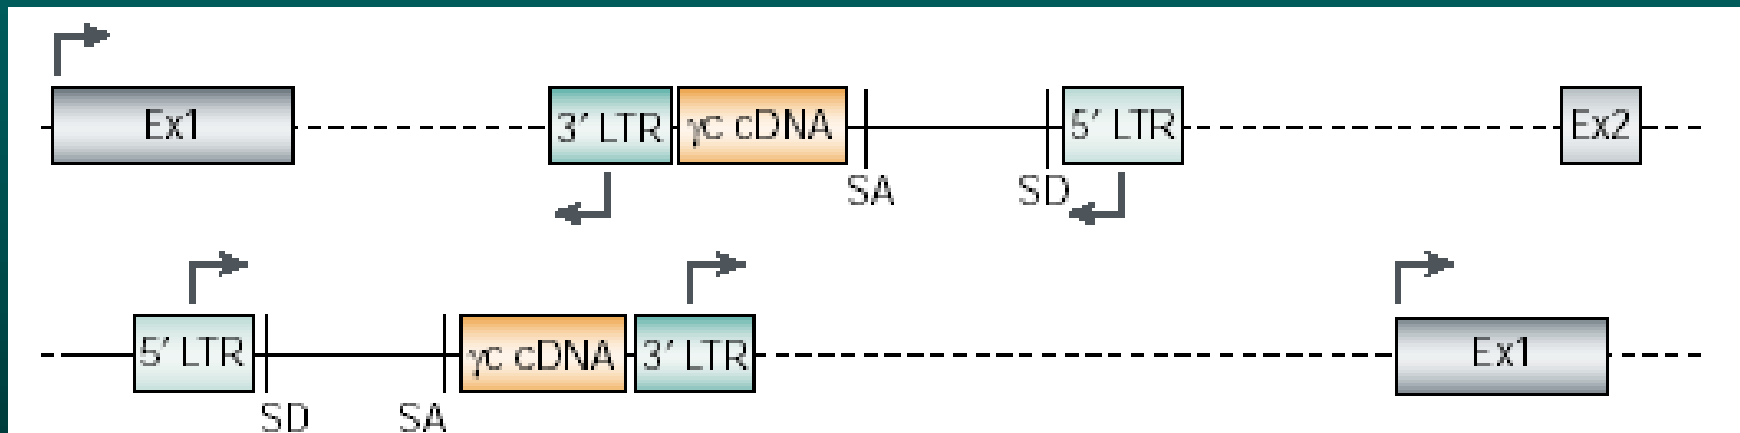 Ex1 3′ LTR γc cDNA 5′ LTR Ex2
SA SD
5′ LTR γc cDNA 3′ LTR Ex1
SD SA